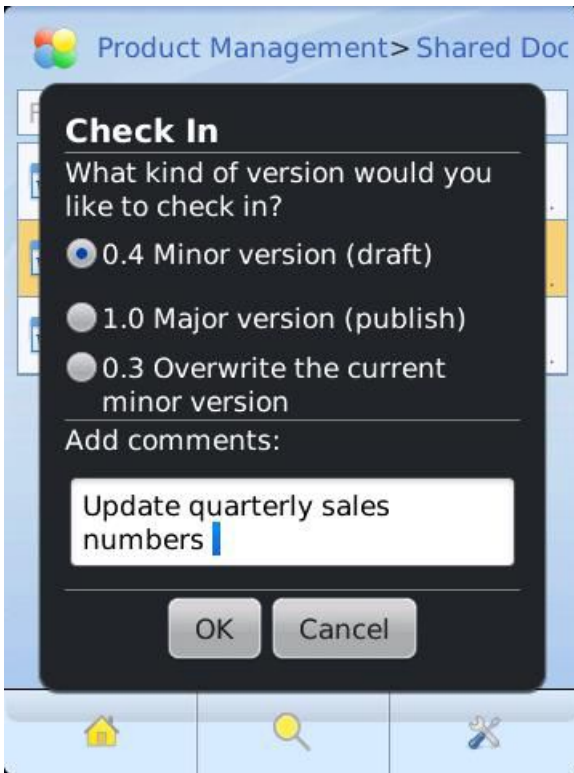 Product Management> Shared Doc
Check In
What kind of version would you
like to check in?
0.4 Minor version (draft)
1.0 Major version (publish)
0.3 Overwrite the current
minor version
Add comments:
Update quarterly sales
numbers
OK
Cancel